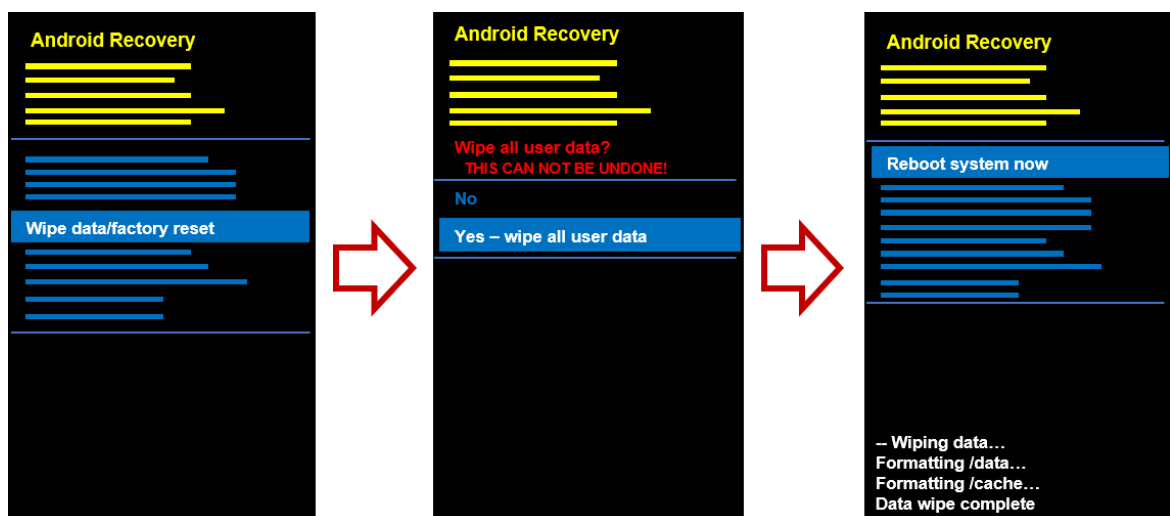 Android Recovery
Wipe data/factory reset
Android Recovery
Wipe all user data?
THIS CAN NOT BE UNDONE!
No
Yes – wipe all user data
Android Recovery
Reboot system now
-- Wiping data…
Formatting /data…
Formatting /cache…
Data wipe complete